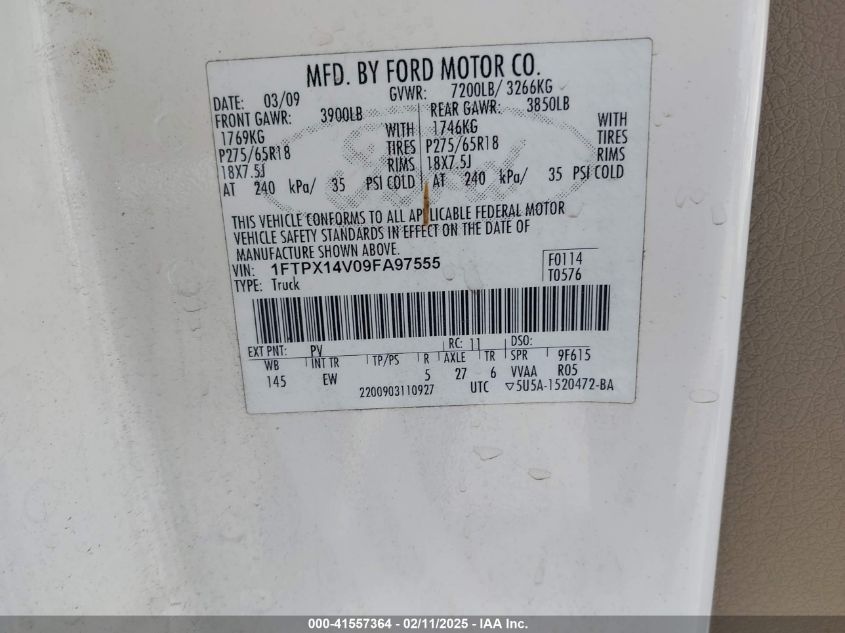 MFD. BY FORD MOTOR CO.
DATE: 03/09 GVWR: 7200LB/ 3266KG
FRONT GAWR: 3900LB REAR GAWR: 3850LB
1769KG WITH 1746KG WITH
P275/65R18 TIRES P275/65R18 TIRES
18X7.5J RIMS 18X7.5J RIMS
AT 240 kPa/ 35 PSI COLD AT 240 kPa/ 35 PSI COLD
THIS VEHICLE CONFORMS TO ALL APPLICABLE FEDERAL MOTOR
VEHICLE SAFETY STANDARDS IN EFFECT ON THE DATE OF
MANUFACTURE SHOWN ABOVE.
VIN: 1FTPX14V09FA97555 F0114
TYPE: Truck T0576
EXT PNT: PV RC: 11 DSO:
WB INT TR TP/PS R AXLE TR SPR 9F615
145 EW 5 27 6 VVAA R05
2200903110927 UTC ▽5U5A-1520472-BA
Ford
000-41557364 - 02/11/2025 - IAA Inc.